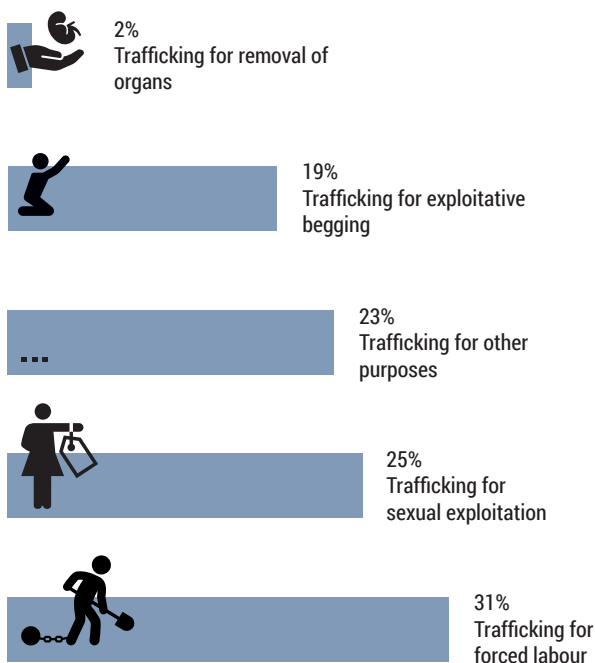 2%
Trafficking for removal of
organs
19%
Trafficking for exploitative
begging
23%
Trafficking for other
purposes
...
25%
Trafficking for
sexual exploitation
31%
Trafficking for
forced labour